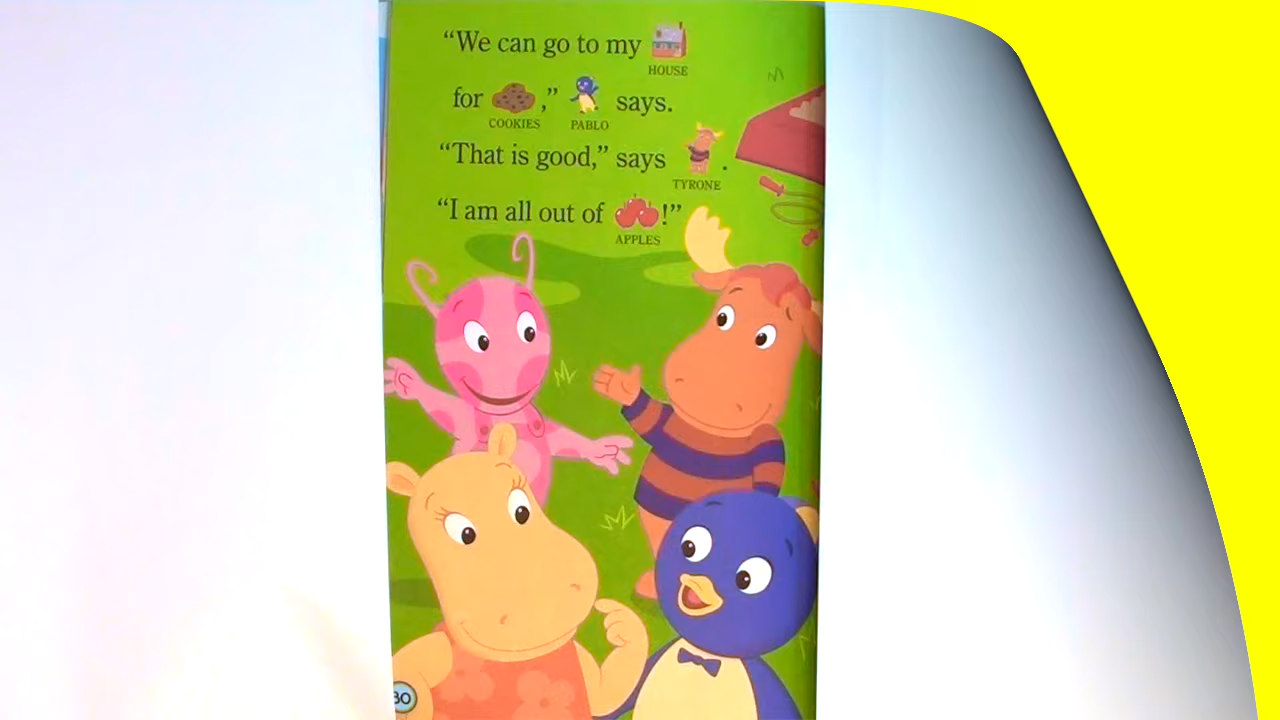 “We can go to my
HOUSE
for ,” says.
COOKIES PABLO
“That is good,” says .
TYRONE
“I am all out of !”
APPLES
30